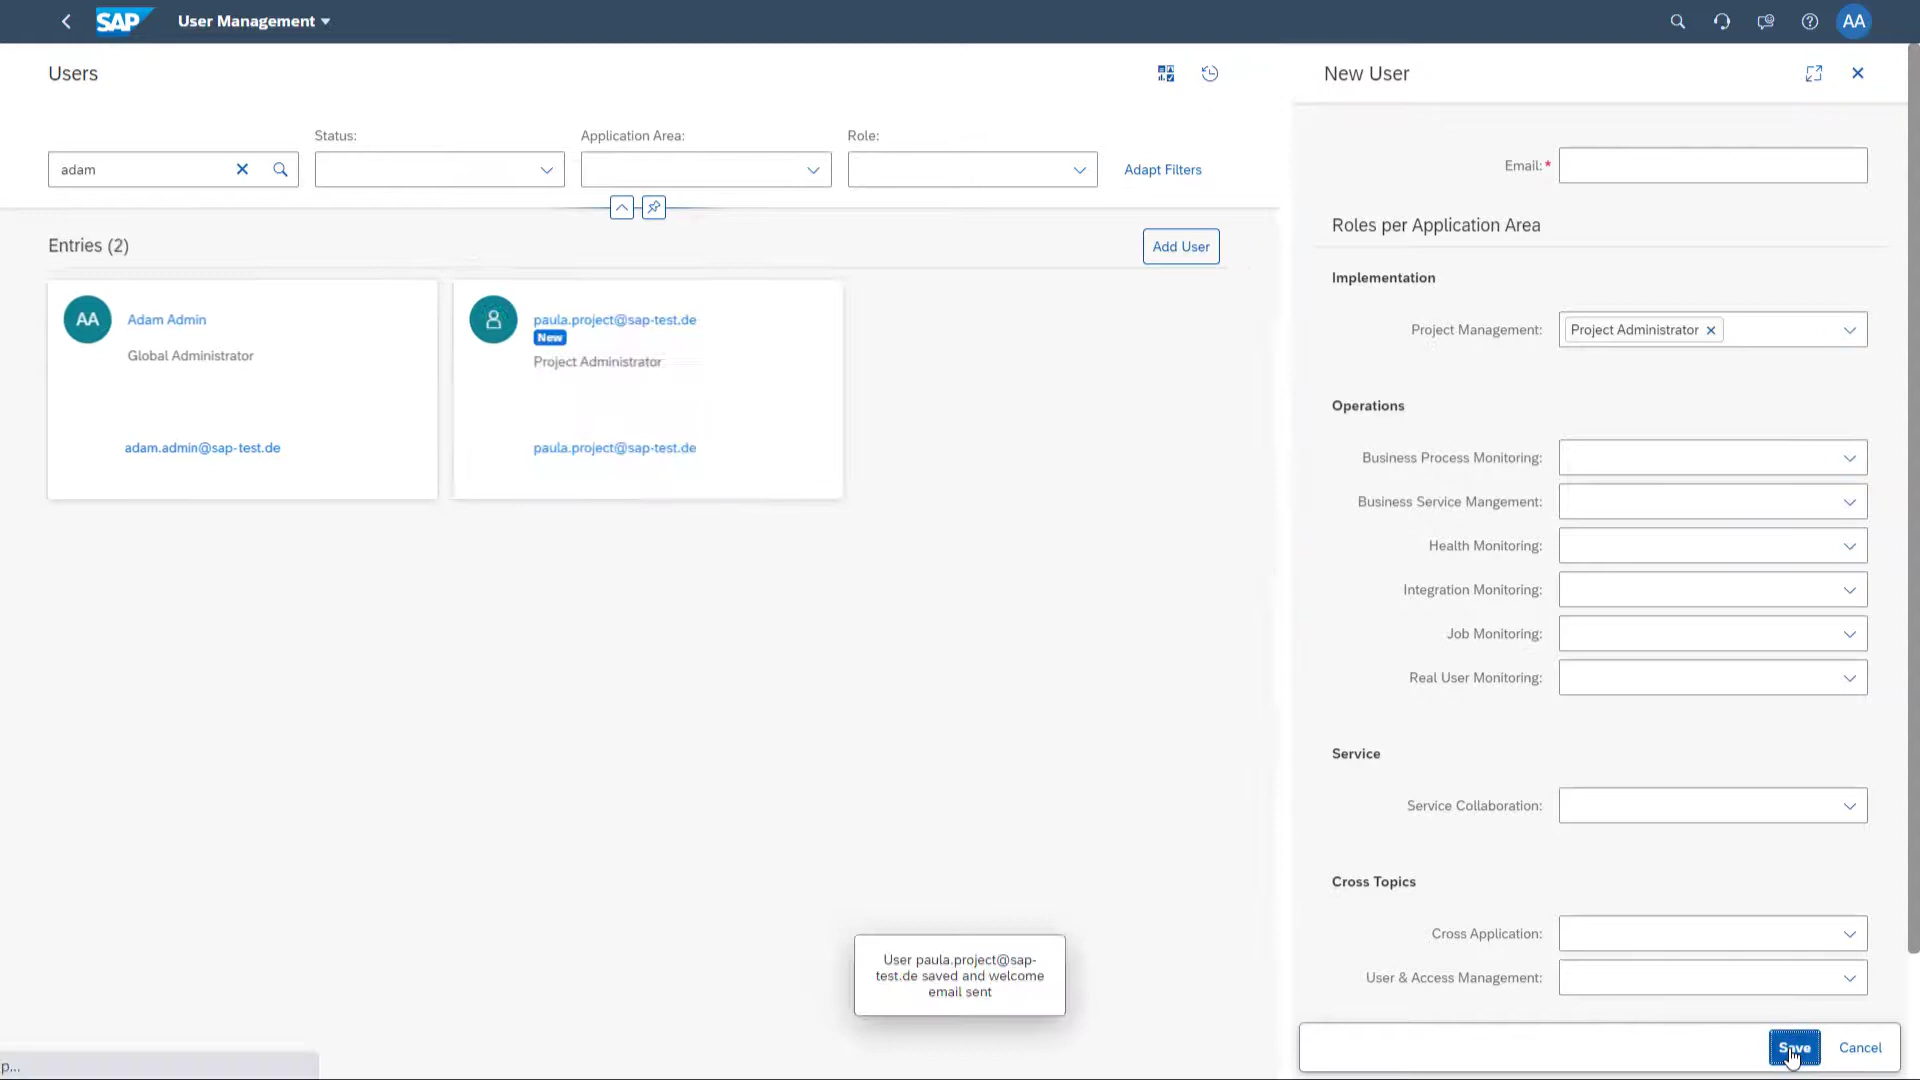 SAP
User Management
AA
Users
New User
Status:
Application Area:
Role:
adam
Adapt Filters
Email:*
Roles per Application Area
Entries (2)
Add User
Implementation
AA
Adam Admin
Global Administrator
adam.admin@sap-test.de
paula.project@sap-test.de
New
Project Administrator
paula.project@sap-test.de
Project Management:
Project Administrator
Operations
Business Process Monitoring:
Business Service Mangement:
Health Monitoring:
Integration Monitoring:
Job Monitoring:
Real User Monitoring:
Service
Service Collaboration:
Cross Topics
Cross Application:
User & Access Management:
User paula.project@sap-
test.de saved and welcome
email sent
Save
Cancel
p...